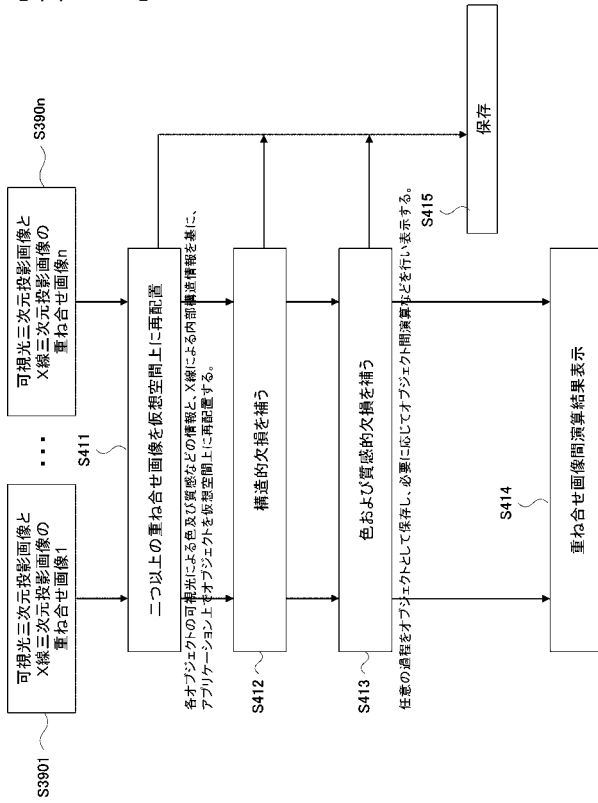 S3901
可視光三次元投影画像と
X線三次元投影画像の
重ね合せ画像1
・・・
可視光三次元投影画像と
X線三次元投影画像の
重ね合せ画像n
S390n
S411
二つ以上の重ね合せ画像を仮想空間上に再配置
各オブジェクトの可視光による色及び質感などの情報と、X線による内部構造情報を基に、
アプリケーション上でオブジェクトを仮想空間上に再配置する。
S412
構造的欠損を補う
S413
色および質感的欠損を補う
任意の過程をオブジェクトとして保存し、必要に応じてオブジェクト間演算などを行い表示する。
S415
保存
S414
重ね合せ画像間演算結果表示